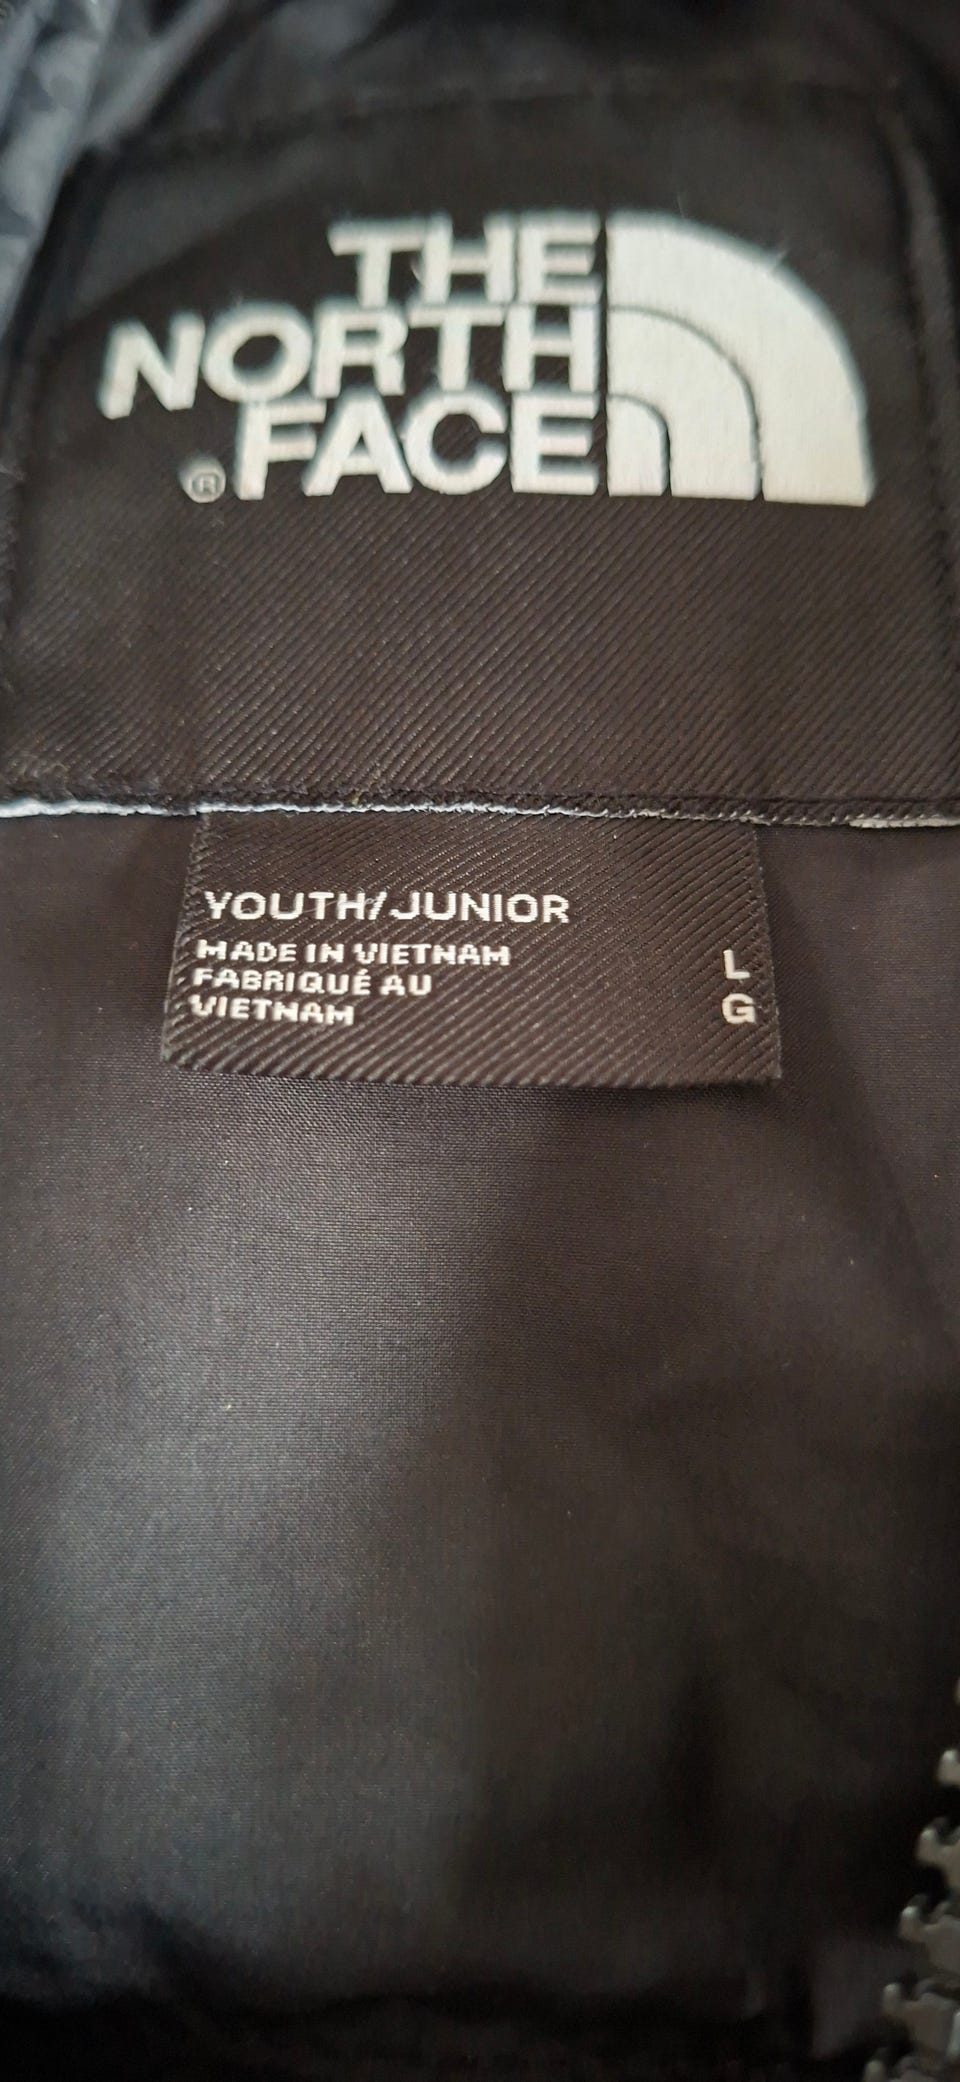 THE
NORTH
FACE
®
YOUTH/JUNIOR
MADE IN VIETNAM
FABRIQUÉ AU
VIETNAM
L
G